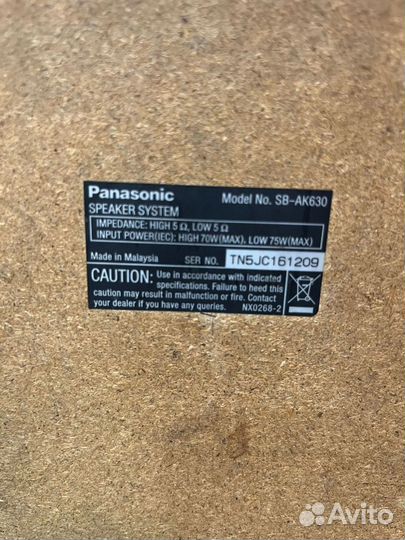 Panasonic Model No. SB-AK630
SPEAKER SYSTEM
IMPEDANCE: HIGH 5 Ω, LOW 5 Ω
INPUT POWER(IEC): HIGH 70W(MAX), LOW 75W(MAX)
Made in Malaysia SER NO. TN5JC161209
CAUTION: Use in accordance with indicated
specifications. Failure to heed this
caution may result in malfunction or fire. Contact
your dealer if you have any queries. NX0268-2
Avito